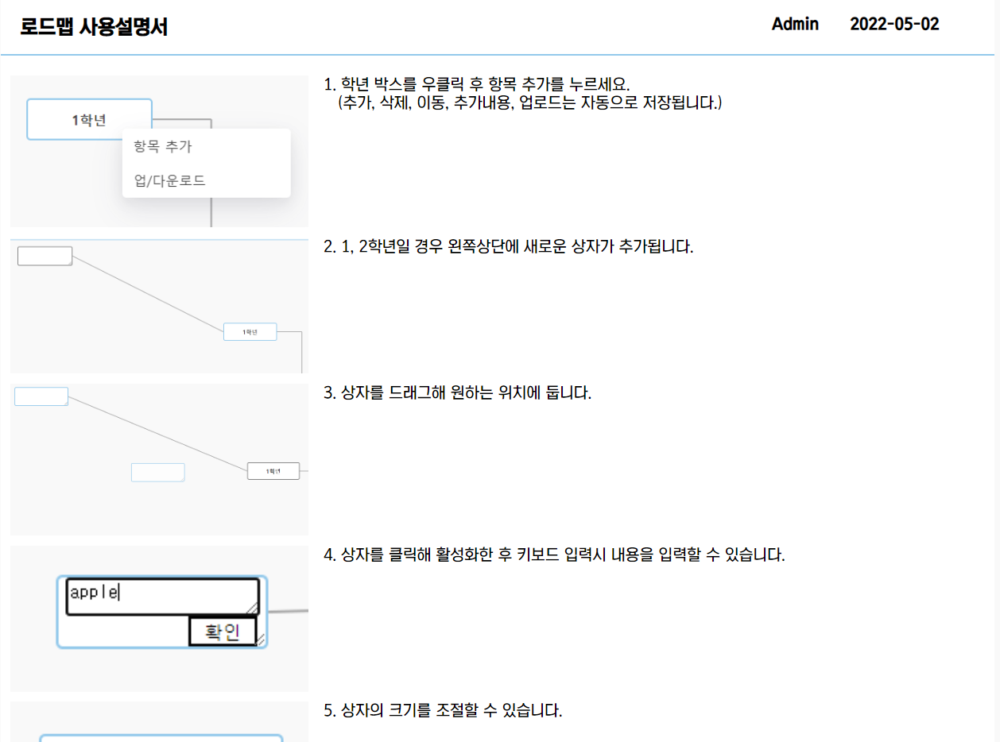 로드맵 사용설명서
Admin 2022-05-02
1학년
항목 추가
업/다운로드
1. 학년 박스를 우클릭 후 항목 추가를 누르세요.
(추가, 삭제, 이동, 추가내용, 업로드는 자동으로 저장됩니다.)
1학년
2. 1, 2학년일 경우 왼쪽상단에 새로운 상자가 추가됩니다.
1학년
3. 상자를 드래그해 원하는 위치에 둡니다.
apple
확인
4. 상자를 클릭해 활성화한 후 키보드 입력시 내용을 입력할 수 있습니다.
5. 상자의 크기를 조절할 수 있습니다.